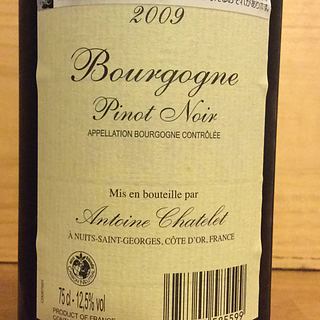 2009
Bourgogne
Pinot Noir
APPELLATION BOURGOGNE CONTRÔLÉE
Mis en bouteille par
Antoine Chatelet
À NUITS-SAINT-GEORGES, CÔTE D'OR, FRANCE
75 cl - 12,5% vol
PRODUCT OF FRANCE